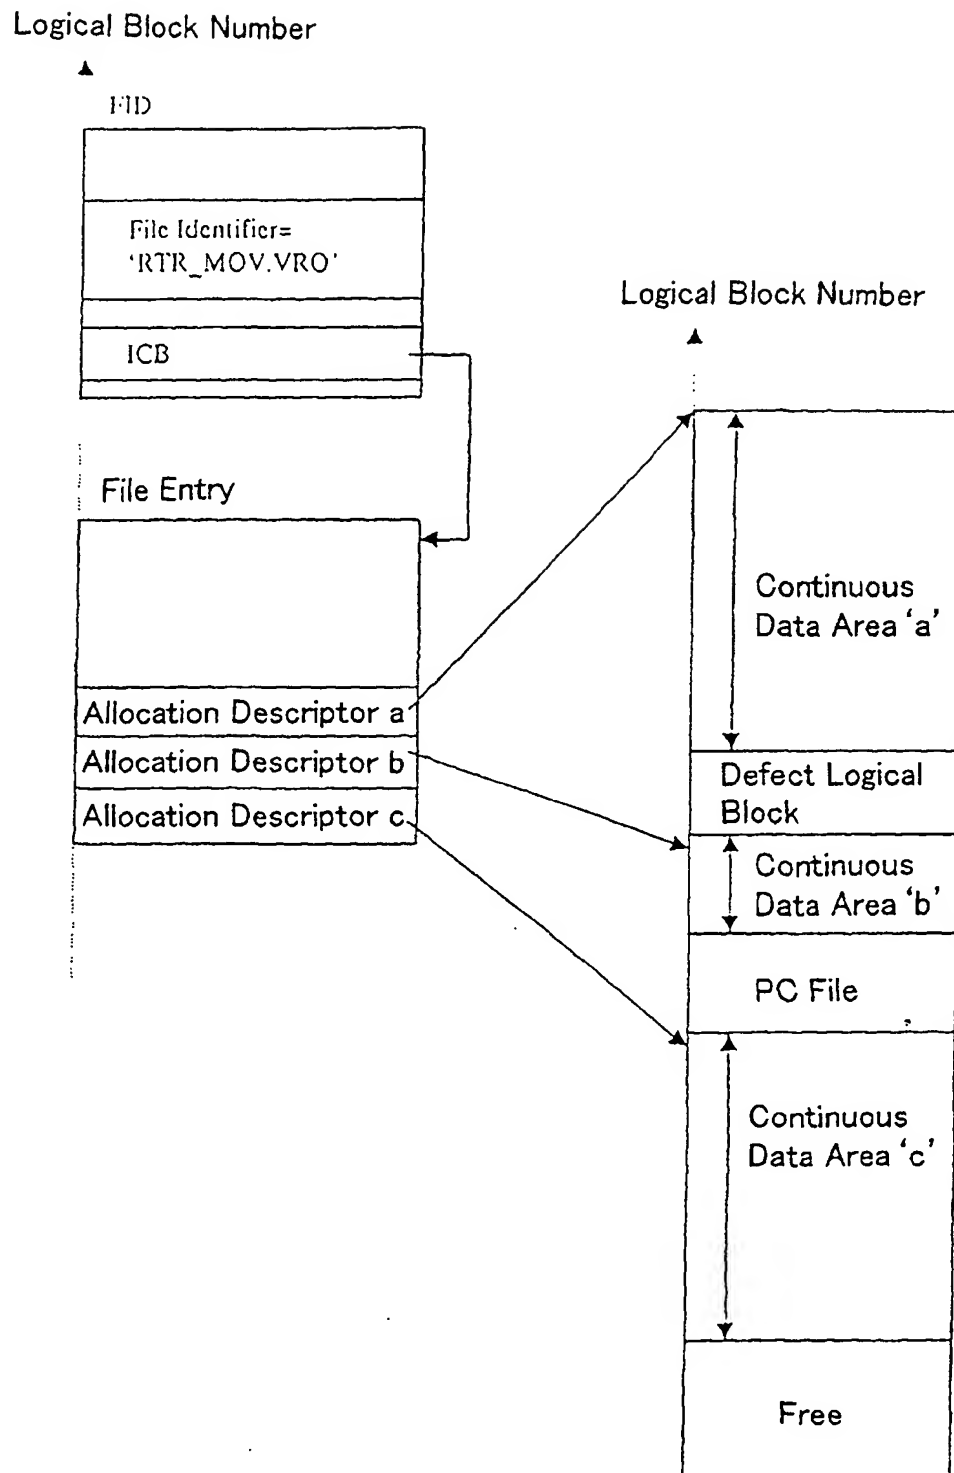 Logical Block Number
FID
File Identifier=
‘RTR_MOV.VRO’
ICB
File Entry
Allocation Descriptor a
Allocation Descriptor b
Allocation Descriptor c
Logical Block Number
Continuous
Data Area ‘a’
Defect Logical
Block
Continuous
Data Area ‘b’
PC File
Continuous
Data Area ‘c’
Free